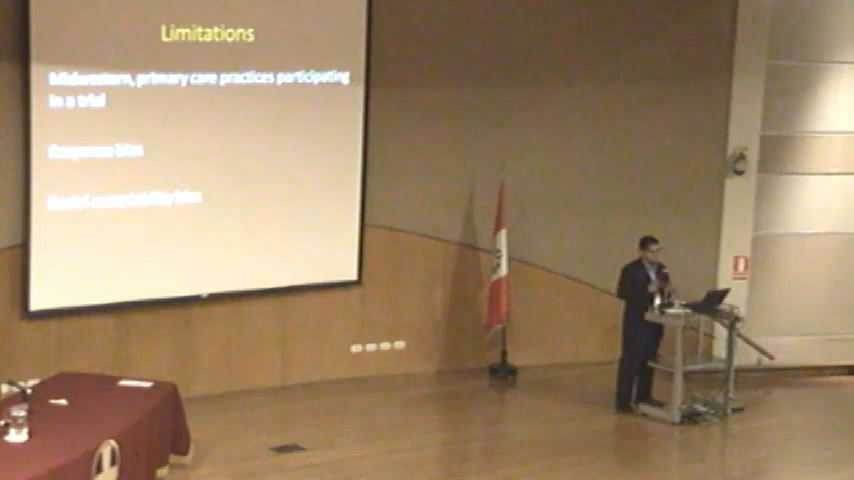 Limitations
Midwestern, primary care practices participating
in a trial
Response bias
Social acceptability bias